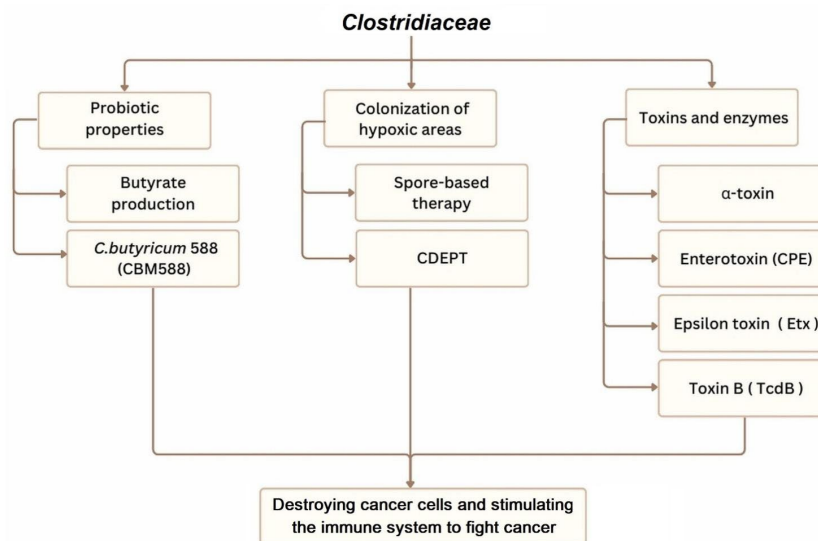 Clostridiaceae
Probiotic
properties
Butyrate
production
C.butyricum 588
(CBM588)
Colonization of
hypoxic areas
Spore-based
therapy
CDEPT
Toxins and enzymes
α-toxin
Enterotoxin (CPE)
Epsilon toxin ( Etx )
Toxin B ( TcdB )
Destroying cancer cells and stimulating
the immune system to fight cancer